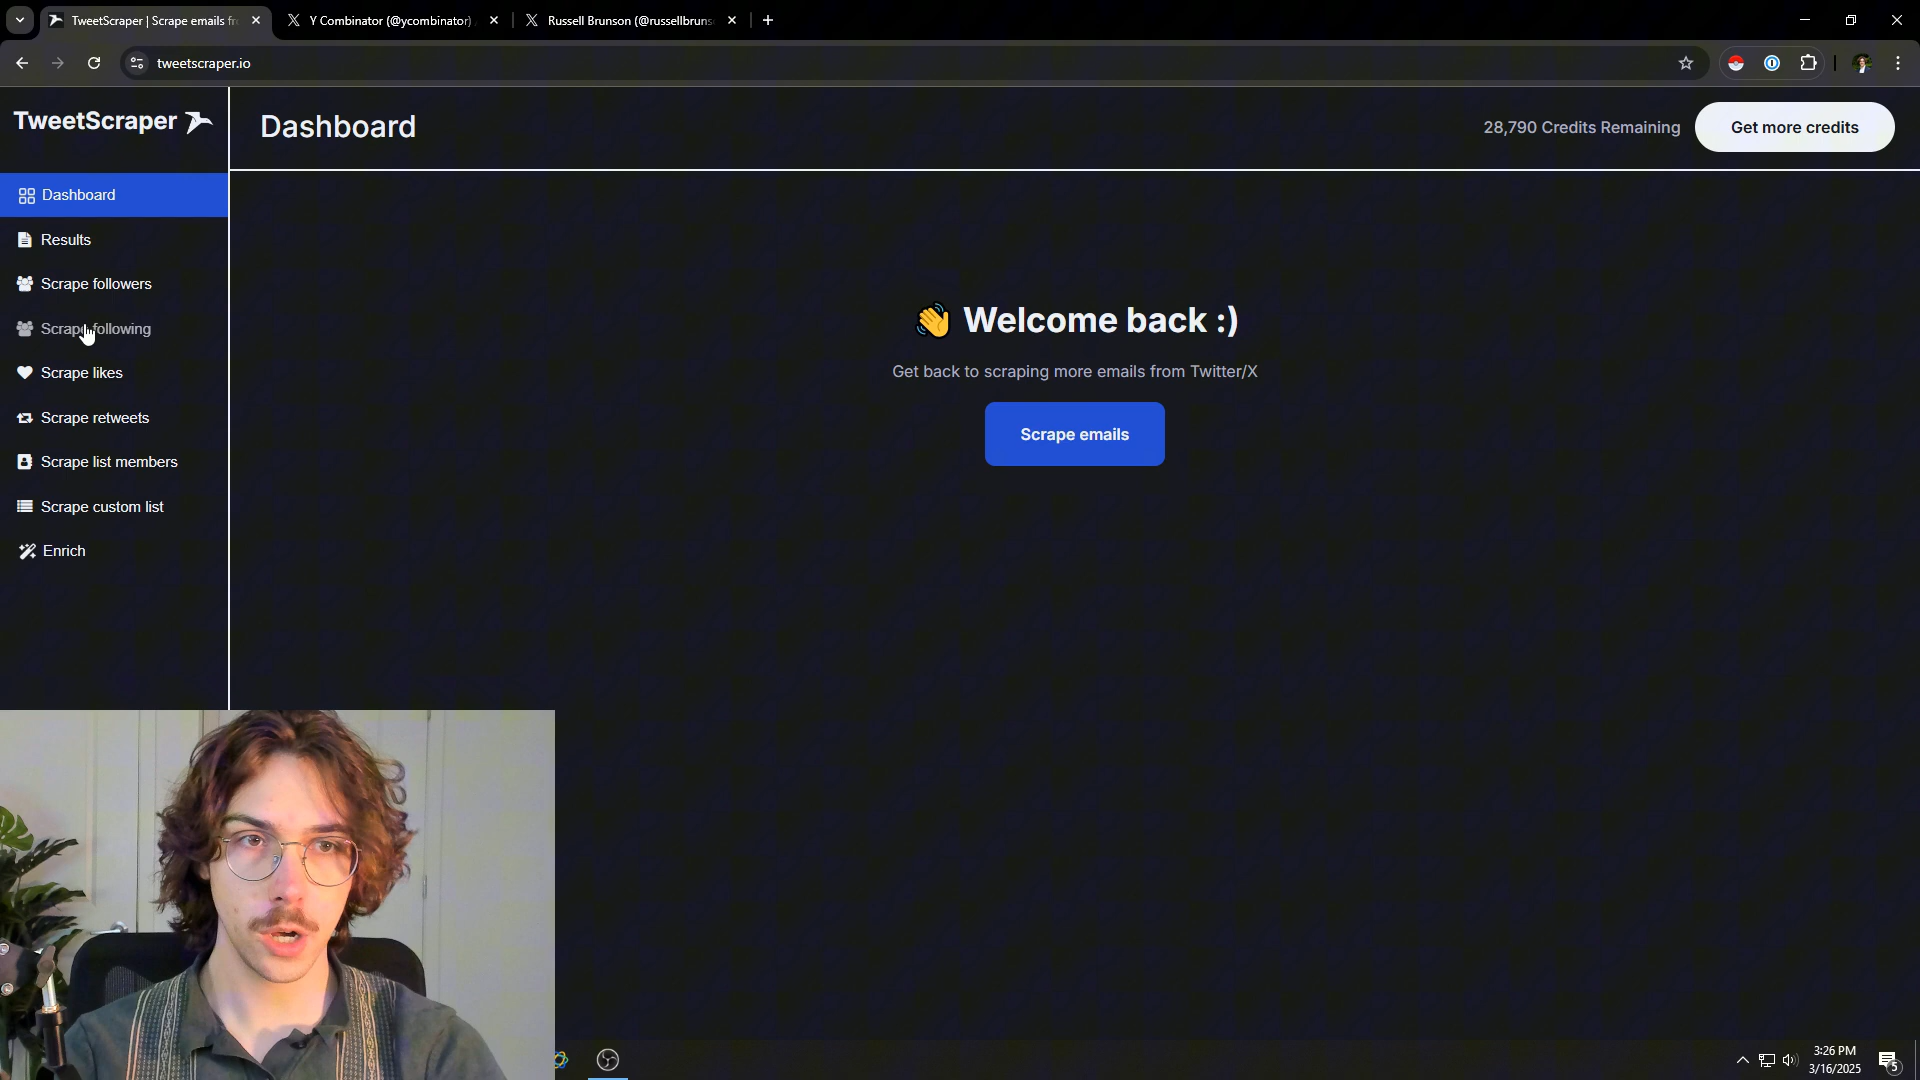 TweetScraper | Scrape emails fr
Y Combinator (@ycombinator)
Russell Brunson (@russellbruns
tweetscraper.io
TweetScraper
Dashboard
28,790 Credits Remaining
Get more credits
Dashboard
Results
Scrape followers
Scrape following
Scrape likes
Scrape retweets
Scrape list members
Scrape custom list
Enrich
👋 Welcome back :)
Get back to scraping more emails from Twitter/X
Scrape emails
3:26 PM
3/16/2025
5